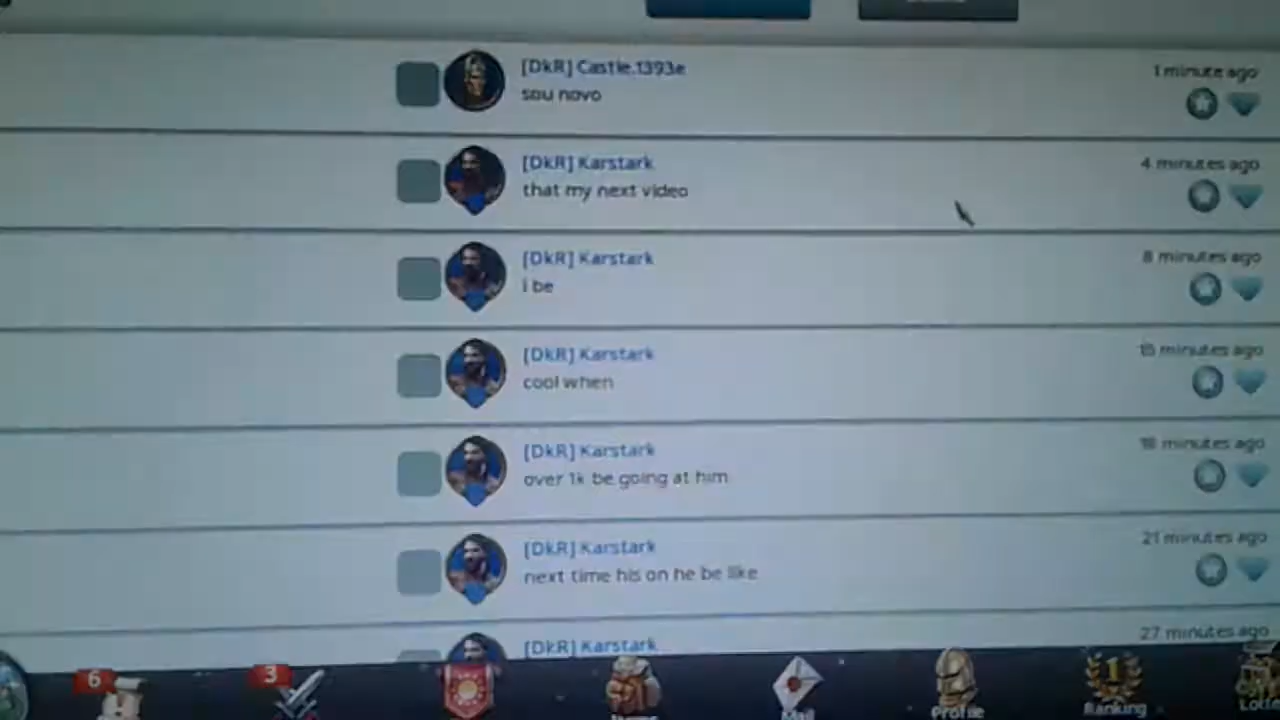 [DkR] Castle.1393e
1 minute ago
sou novo
[DkR] Karstark
4 minutes ago
that my next video
[DkR] Karstark
8 minutes ago
i be
[DkR] Karstark
15 minutes ago
cool when
[DkR] Karstark
18 minutes ago
over 1k be going at him
[DkR] Karstark
21 minutes ago
next time his on he be like
[DkR] Karstark
27 minutes ago
6
3
1
Mail
Profile
Ranking